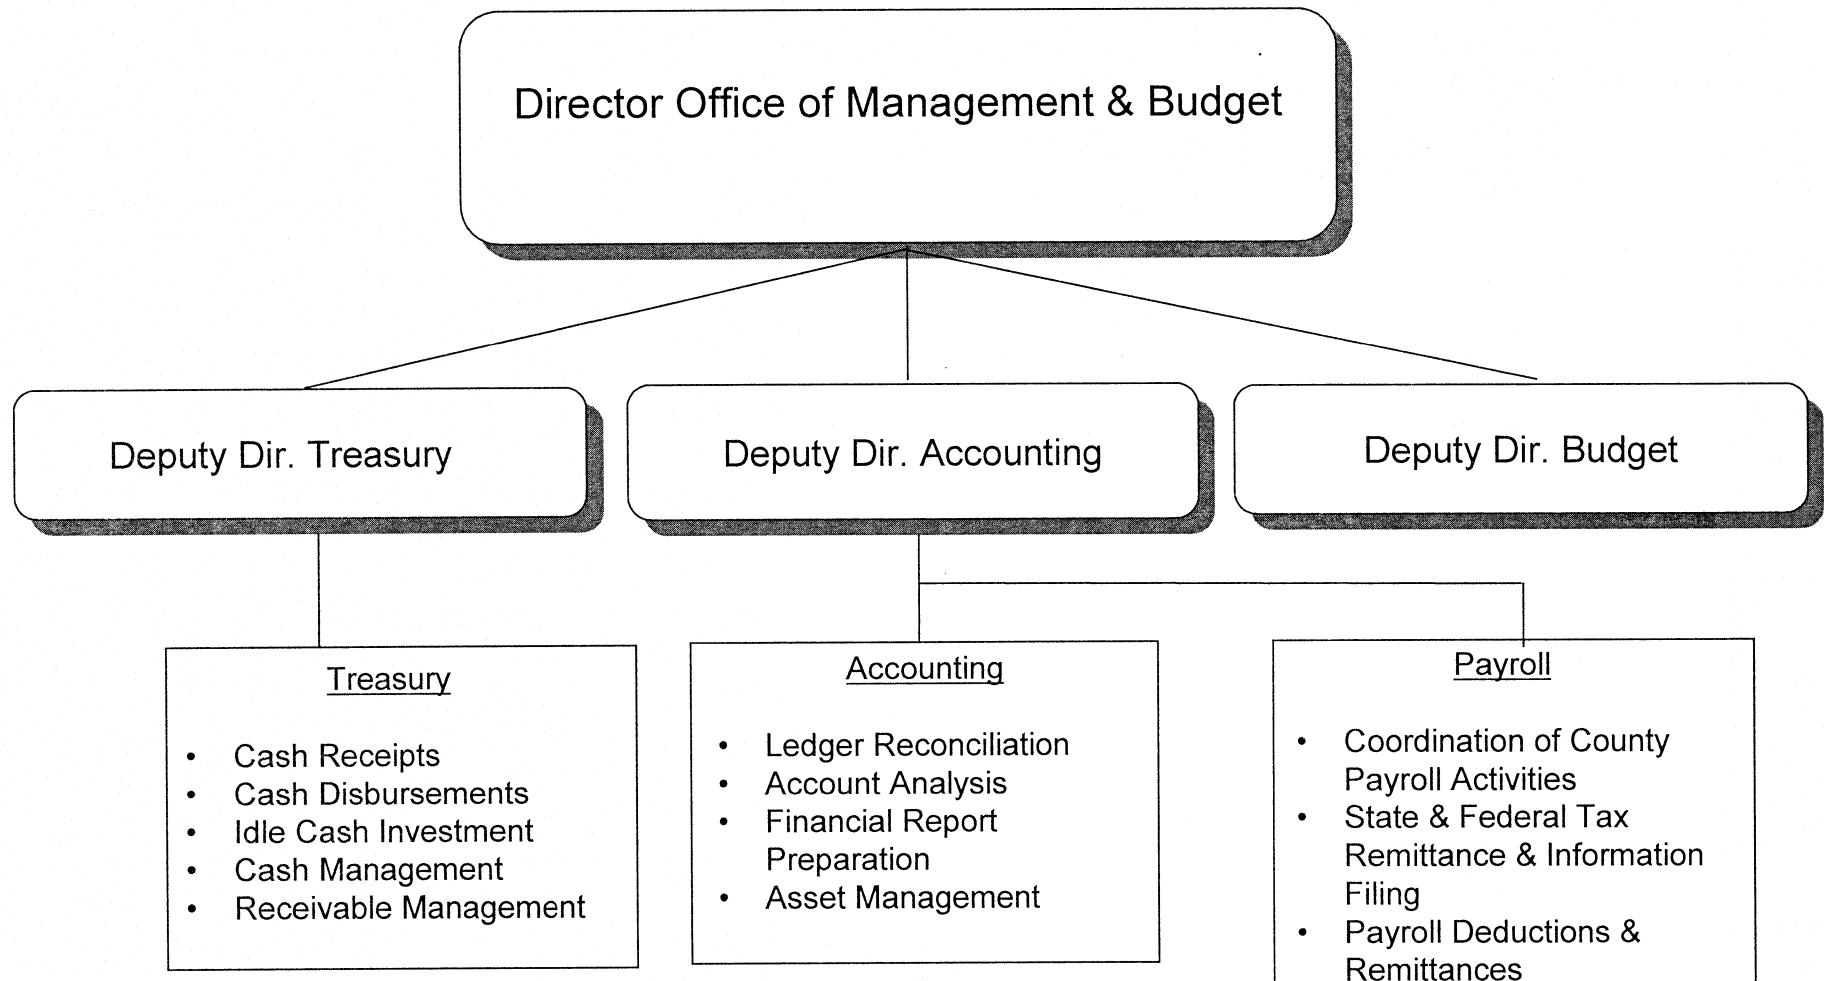 Director Office of Management & Budget
Deputy Dir. Treasury
Deputy Dir. Accounting
Deputy Dir. Budget
Treasury
• Cash Receipts
• Cash Disbursements
• Idle Cash Investment
• Cash Management
• Receivable Management
Accounting
• Ledger Reconciliation
• Account Analysis
• Financial Report
Preparation
• Asset Management
Payroll
• Coordination of County
Payroll Activities
• State & Federal Tax
Remittance & Information
Filing
• Payroll Deductions &
Remittances